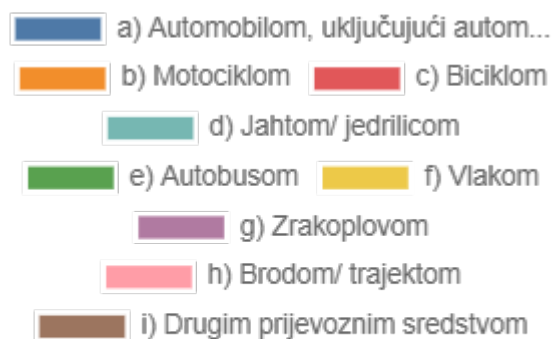 a) Automobilom, uključujući autom...
b) Motociklom c) Biciklom
d) Jahtom/ jedrilicom
e) Autobusom f) Vlakom
g) Zrakoplovom
h) Brodom/ trajektom
i) Drugim prijevoznim sredstvom